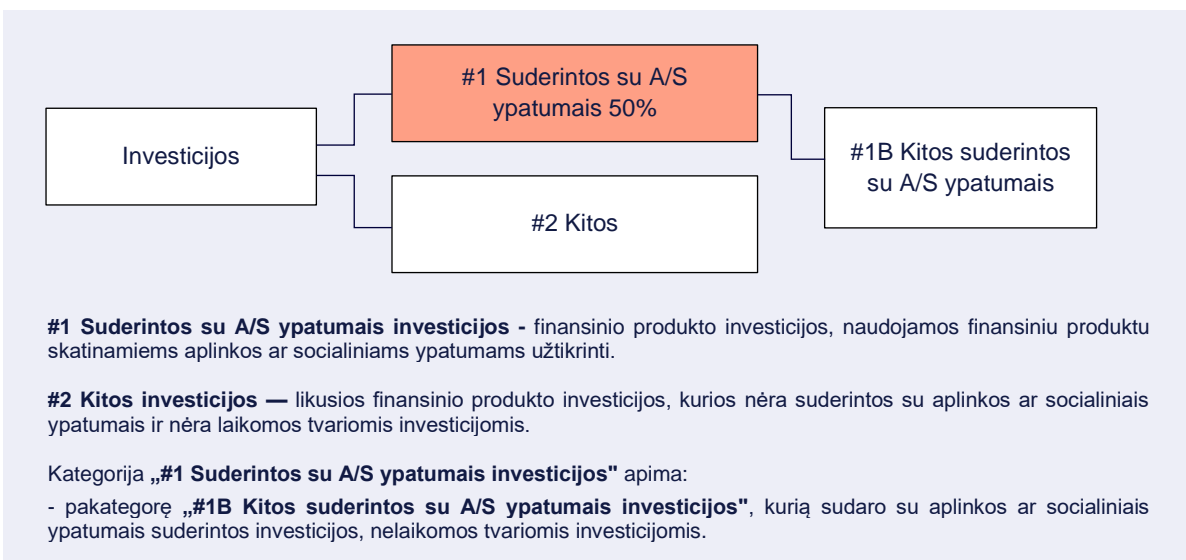 #1 Suderintos su A/S
ypatumais 50%
Investicijos
#1B Kitos suderintos
su A/S ypatumais
#2 Kitos
#1 Suderintos su A/S ypatumais investicijos - finansinio produkto investicijos, naudojamos finansiniu produktu
skatinamiems aplinkos ar socialiniams ypatumams užtikrinti.
#2 Kitos investicijos — likusios finansinio produkto investicijos, kurios nėra suderintos su aplinkos ar socialiniais
ypatumais ir nėra laikomos tvariomis investicijomis.
Kategorija „#1 Suderintos su A/S ypatumais investicijos" apima:
- pakategorę „#1B Kitos suderintos su A/S ypatumais investicijos", kurią sudaro su aplinkos ar socialiniais
ypatumais suderintos investicijos, nelaikomos tvariomis investicijomis.